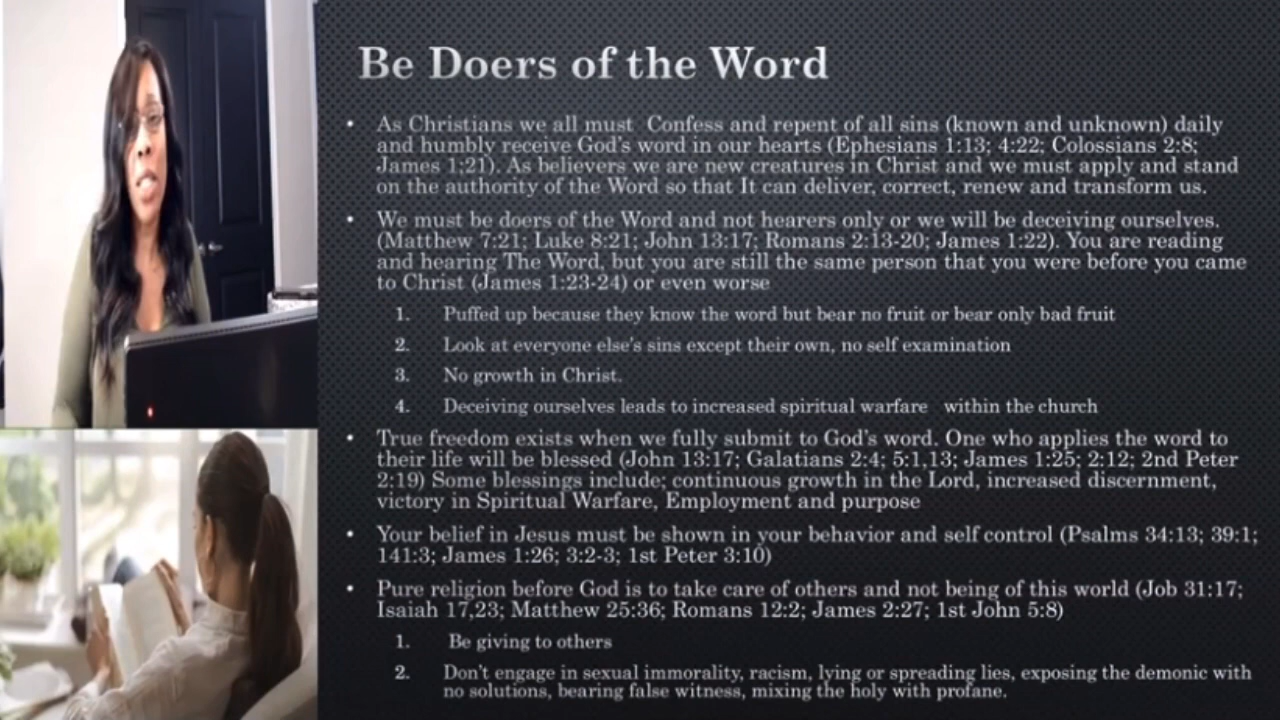 Be Doers of the Word
• As Christians we all must Confess and repent of all sins (known and unknown) daily
and humbly receive God's word in our hearts (Ephesians 1:13; 4:22; Colossians 2:8;
James 1;21). As believers we are new creatures in Christ and we must apply and stand
on the authority of the Word so that It can deliver, correct, renew and transform us.
• We must be doers of the Word and not hearers only or we will be deceiving ourselves.
(Matthew 7:21; Luke 8:21; John 13:17; Romans 2:13-20; James 1:22). You are reading
and hearing The Word, but you are still the same person that you were before you came
to Christ (James 1:23-24) or even worse
1. Puffed up because they know the word but bear no fruit or bear only bad fruit
2. Look at everyone else's sins except their own, no self examination
3. No growth in Christ.
4. Deceiving ourselves leads to increased spiritual warfare within the church
• True freedom exists when we fully submit to God's word. One who applies the word to
their life will be blessed (John 13:17; Galatians 2:4; 5:1,13; James 1:25; 2:12; 2nd Peter
2:19) Some blessings include; continuous growth in the Lord, increased discernment,
victory in Spiritual Warfare, Employment and purpose
• Your belief in Jesus must be shown in your behavior and self control (Psalms 34:13; 39:1;
141:3; James 1:26; 3:2-3; 1st Peter 3:10)
• Pure religion before God is to take care of others and not being of this world (Job 31:17;
Isaiah 17,23; Matthew 25:36; Romans 12:2; James 2:27; 1st John 5:8)
1. Be giving to others
2. Don't engage in sexual immorality, racism, lying or spreading lies, exposing the demonic with
no solutions, bearing false witness, mixing the holy with profane.